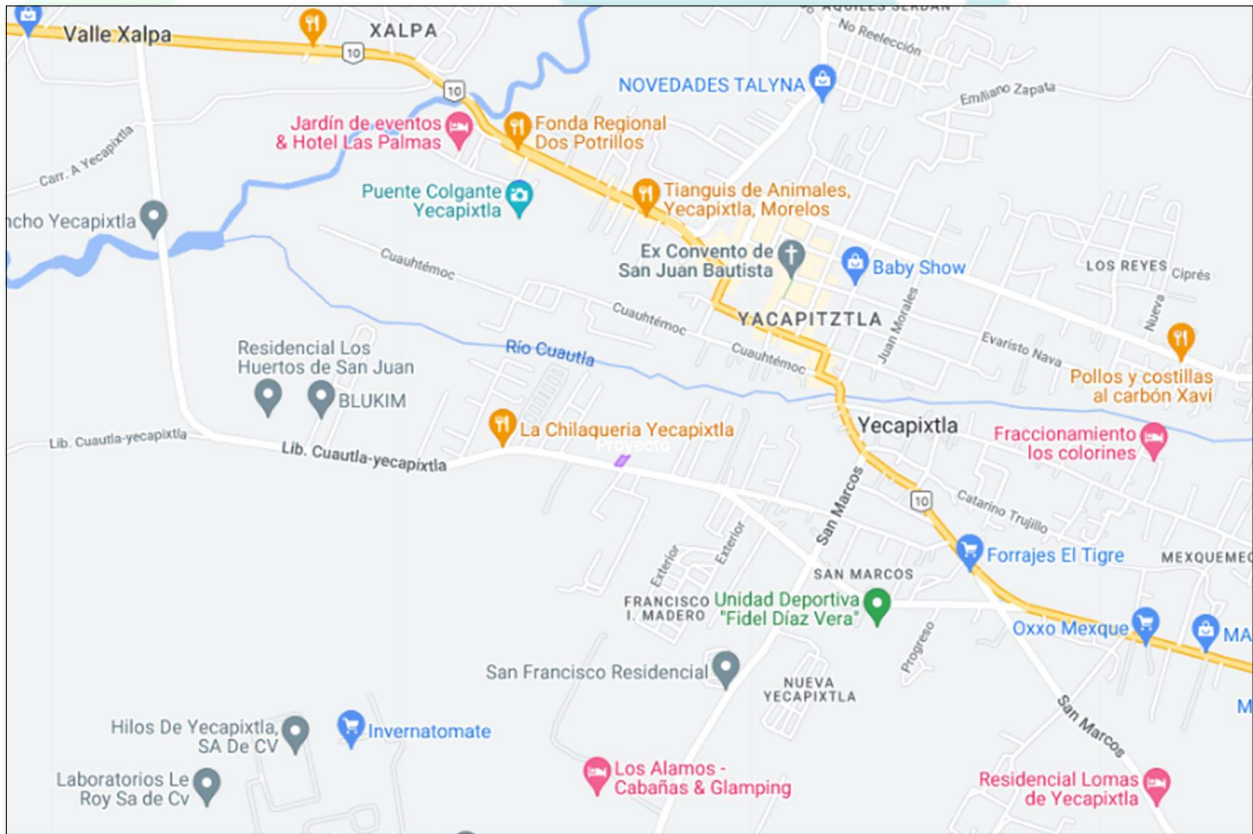 AQUILES SERDÁN
Valle Xalpa
XALPA
No Reelección
10
10
NOVEDADES TALYNA
Emiliano Zapata
Jardín de eventos
& Hotel Las Palmas
Fonda Regional
Dos Potrillos
Carr. A Yecapixtla
Puente Colgante
Yecapixtla
Tianguis de Animales,
Yecapixtla, Morelos
ncho Yecapixtla
Cuauhtémoc
Ex Convento de
San Juan Bautista
Baby Show
LOS REYES
Ciprés
Nueva
Cuauhtémoc
YACAPITZTLA
Juan Morales
Evaristo Nava
Río Cuautla
Cuauhtémoc
Residencial Los
Huertos de San Juan
BLUKIM
Pollos y costillas
al carbón Xavi
La Chilaqueria Yecapixtla
Proyecto
Yecapixtla
Fraccionamiento
los colorines
Lib. Cuautla-yecapixtla
Lib. Cuautla-yecapixtla
San Marcos
10
Catarino Trujillo
Exterior
Exterior
Forrajes El Tigre
MEXQUEMEC
SAN MARCOS
FRANCISCO
I. MADERO
Unidad Deportiva
"Fidel Díaz Vera"
Progreso
Oxxo Mexque
MA
San Francisco Residencial
NUEVA
YECAPIXTLA
M
San Marcos
Hilos De Yecapixtla,
SA De CV
Invernatomate
Laboratorios Le
Roy Sa de Cv
Los Alamos -
Cabañas & Glamping
Residencial Lomas
de Yecapixtla